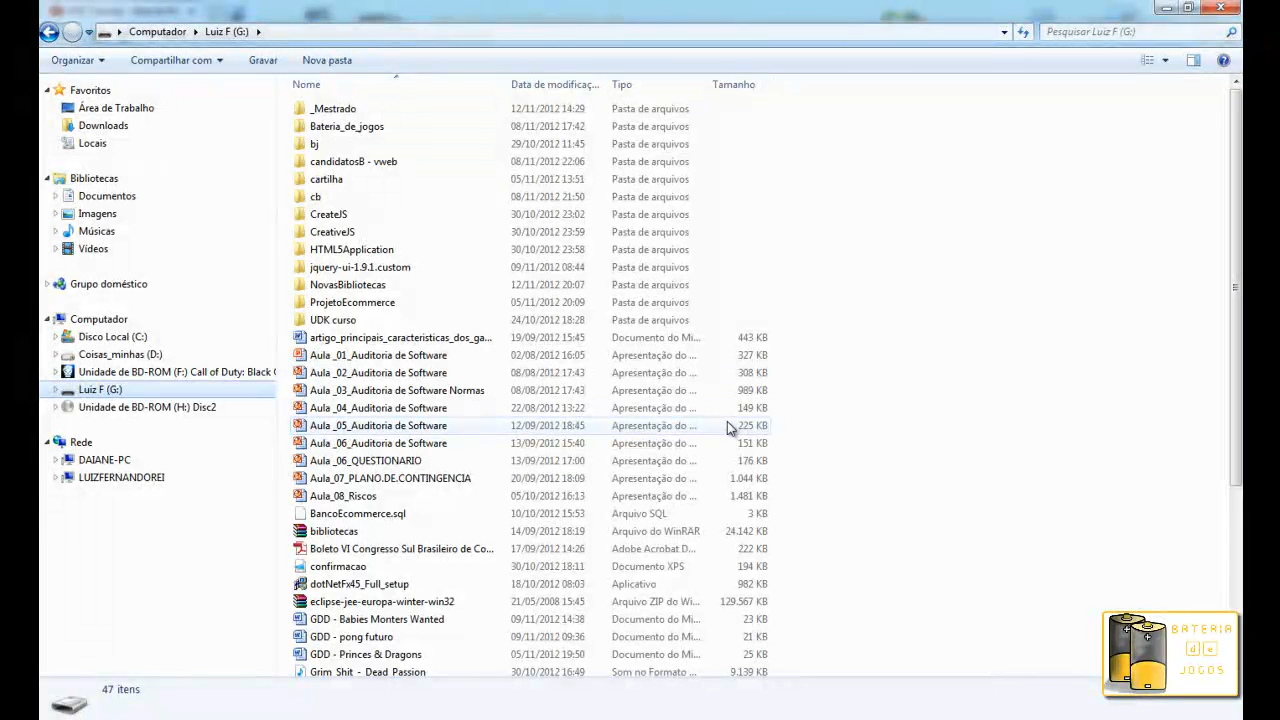 Computador ▸ Luiz F (G:) ▸
Pesquisar Luiz F (G:)
Organizar Compartilhar com Gravar Nova pasta
Nome Data de modificaç... Tipo Tamanho
Favoritos
Área de Trabalho
Downloads
Locais
Bibliotecas
Documentos
Imagens
Músicas
Vídeos
Grupo doméstico
Computador
Disco Local (C:)
Coisas_minhas (D:)
Unidade de BD-ROM (F:) Call of Duty: Black
Luiz F (G:)
Unidade de BD-ROM (H:) Disc2
Rede
DAIANE-PC
LUIZFERNANDOREI
_Mestrado 12/11/2012 14:29 Pasta de arquivos
Bateria_de_jogos 08/11/2012 17:42 Pasta de arquivos
bj 29/10/2012 11:45 Pasta de arquivos
candidatosB - vweb 08/11/2012 22:06 Pasta de arquivos
cartilha 05/11/2012 13:51 Pasta de arquivos
cb 08/11/2012 21:50 Pasta de arquivos
CreateJS 30/10/2012 23:02 Pasta de arquivos
CreativeJS 30/10/2012 23:59 Pasta de arquivos
HTML5Application 30/10/2012 23:58 Pasta de arquivos
jquery-ui-1.9.1.custom 09/11/2012 08:44 Pasta de arquivos
NovasBibliotecas 12/11/2012 20:07 Pasta de arquivos
ProjetoEcommerce 05/11/2012 20:09 Pasta de arquivos
UDK curso 24/10/2012 18:28 Pasta de arquivos
artigo_principais_caracteristicas_dos_ga... 19/09/2012 15:45 Documento do Mi... 443 KB
Aula _01_Auditoria de Software 02/08/2012 16:05 Apresentação do ... 327 KB
Aula _02_Auditoria de Software 08/08/2012 17:43 Apresentação do ... 308 KB
Aula _03_Auditoria de Software Normas 08/08/2012 17:43 Apresentação do ... 989 KB
Aula _04_Auditoria de Software 22/08/2012 13:22 Apresentação do ... 149 KB
Aula _05_Auditoria de Software 12/09/2012 18:45 Apresentação do ... 225 KB
Aula _06_Auditoria de Software 13/09/2012 15:40 Apresentação do ... 151 KB
Aula _06_QUESTIONARIO 13/09/2012 17:00 Apresentação do ... 176 KB
Aula_07_PLANO.DE.CONTINGENCIA 20/09/2012 18:09 Apresentação do ... 1.044 KB
Aula_08_Riscos 05/10/2012 16:13 Apresentação do ... 1.481 KB
BancoEcommerce.sql 10/10/2012 15:53 Arquivo SQL 3 KB
bibliotecas 14/09/2012 18:19 Arquivo do WinRAR 24.142 KB
Boleto VI Congresso Sul Brasileiro de Co... 17/09/2012 14:26 Adobe Acrobat D... 222 KB
confirmacao 30/10/2012 18:11 Documento XPS 194 KB
dotNetFx45_Full_setup 18/10/2012 08:03 Aplicativo 982 KB
eclipse-jee-europa-winter-win32 21/05/2008 15:45 Arquivo ZIP do Wi... 129.567 KB
GDD - Babies Monters Wanted 09/11/2012 14:28 Documento do Mi... 23 KB
GDD - pong futuro 09/11/2012 09:36 Documento do Mi... 21 KB
GDD - Princes & Dragons 05/11/2012 19:50 Documento do Mi... 25 KB
Grim Shit - Dead Passion 30/10/2012 16:49 Som no Formato ... 9.139 KB
47 itens
BATERIA
de
JOGOS